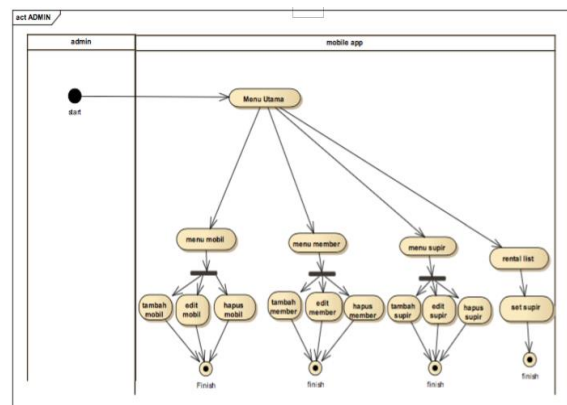 act ADMIN
admin
mobile app
start
Menu Utama
menu mobil
menu member
menu supir
rental list
tambah
mobil
edit
mobil
hapus
mobil
tambah
member
edit
member
hapus
member
tambah
supir
edit
supir
hapus
supir
set supir
Finish
finish
finish
finish